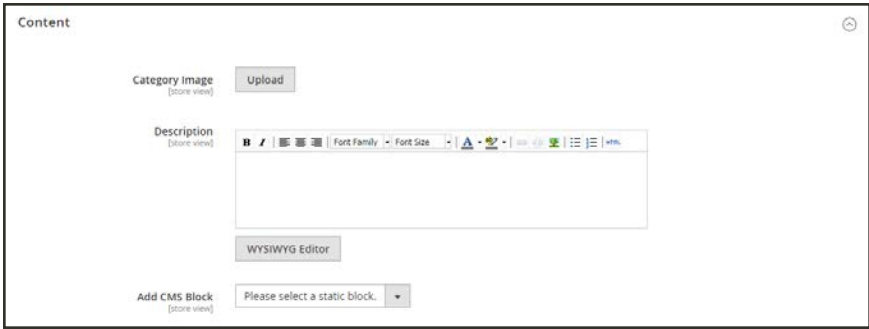 Content
Category Image
[store view]
Upload
Description
[store view]
B I Font Family Font Size A HTML
WYSIWYG Editor
Add CMS Block
[store view]
Please select a static block.